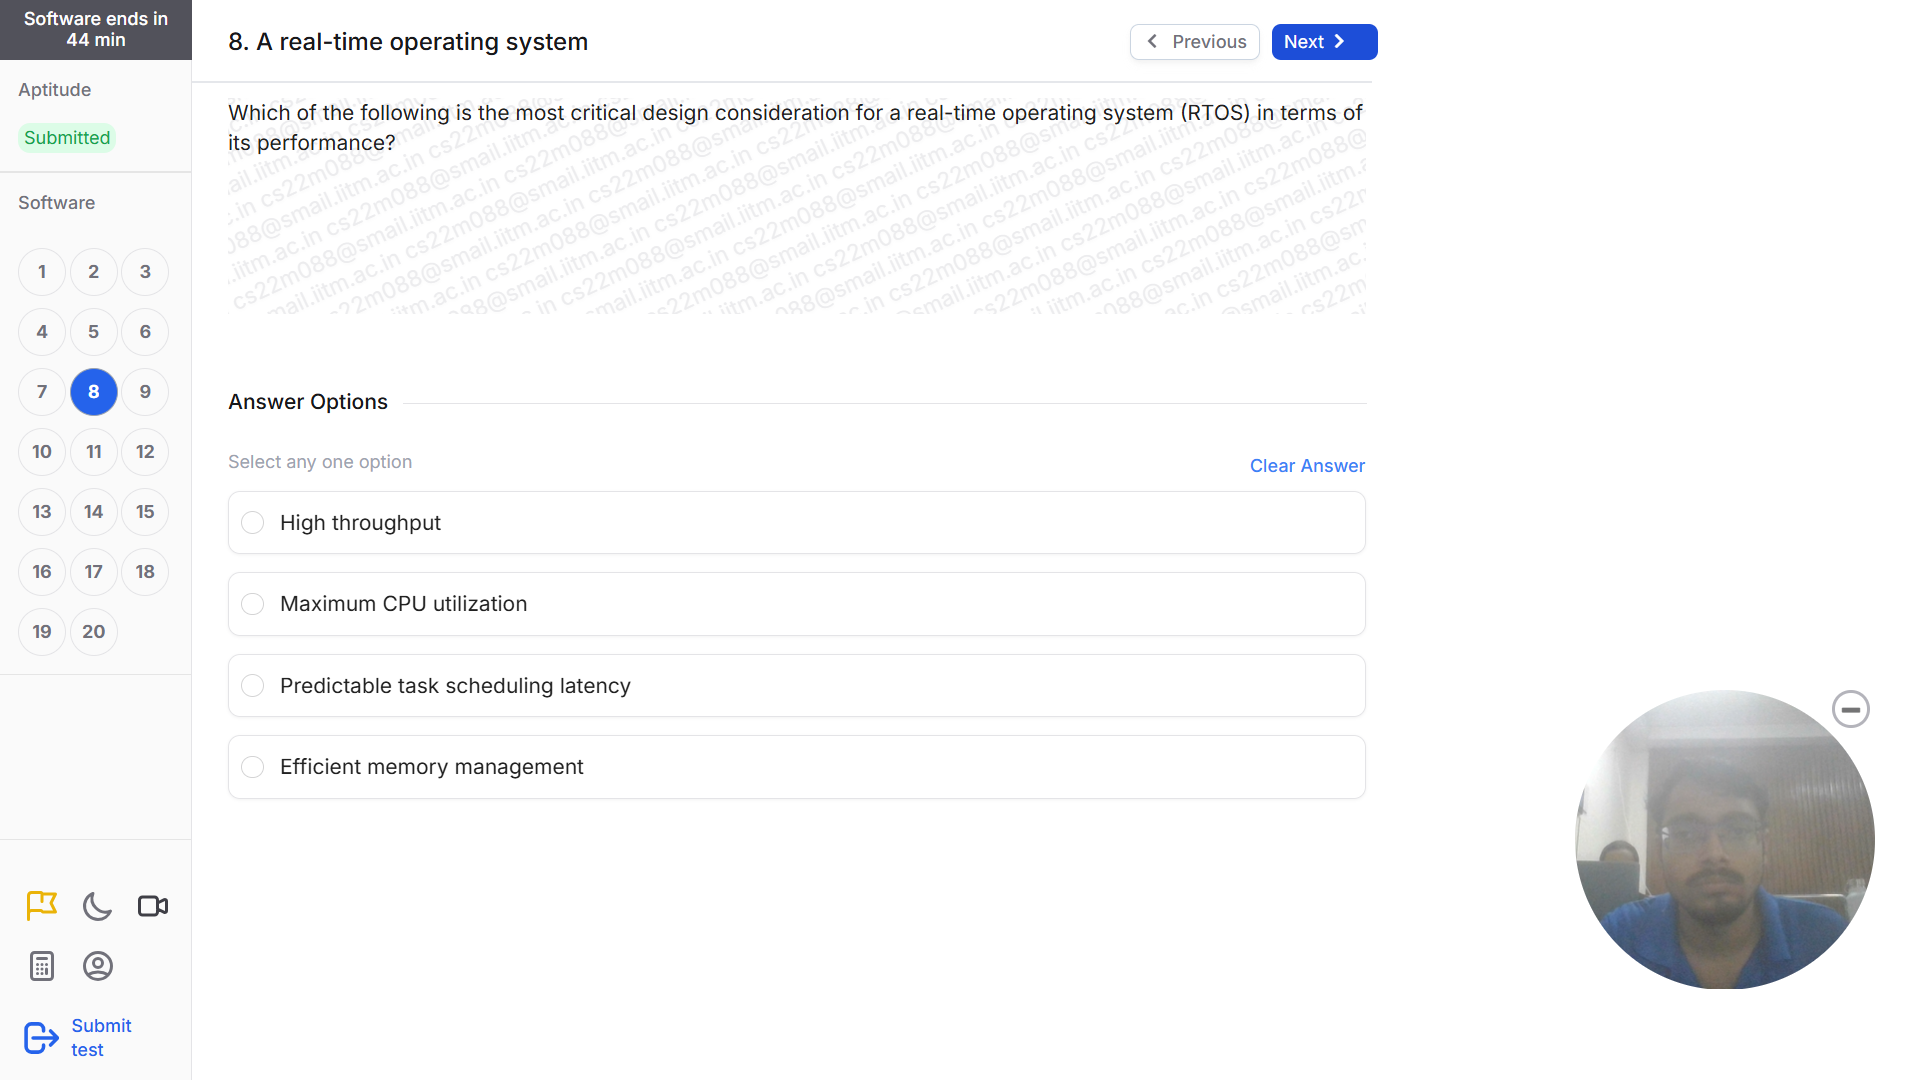 Software ends in
44 min
Aptitude
Submitted
Software
1 2 3
4 5 6
7 8 9
10 11 12
13 14 15
16 17 18
19 20
Submit
test
8. A real-time operating system
Previous
Next
Which of the following is the most critical design consideration for a real-time operating system (RTOS) in terms of
its performance?
cs22m088@smail.iitm.ac.in
Answer Options
Select any one option
Clear Answer
High throughput
Maximum CPU utilization
Predictable task scheduling latency
Efficient memory management